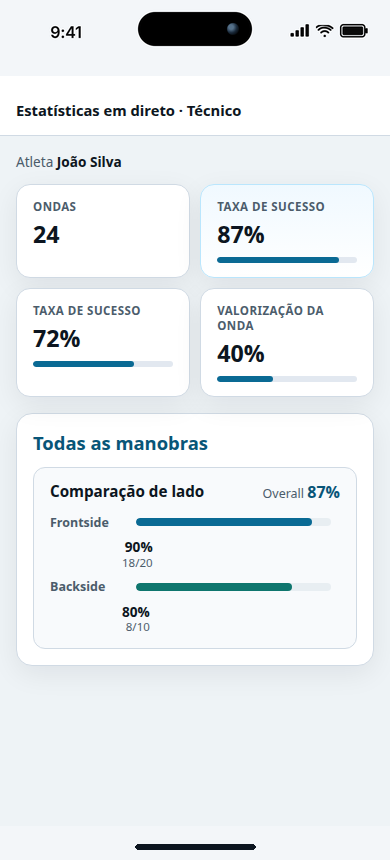 9:41
Estatísticas em direto · Técnico
Atleta João Silva
ONDAS
24
TAXA DE SUCESSO
87%
TAXA DE SUCESSO
72%
VALORIZAÇÃO DA
ONDA
40%
Todas as manobras
Comparação de lado
Overall 87%
Frontside
90%
18/20
Backside
80%
8/10